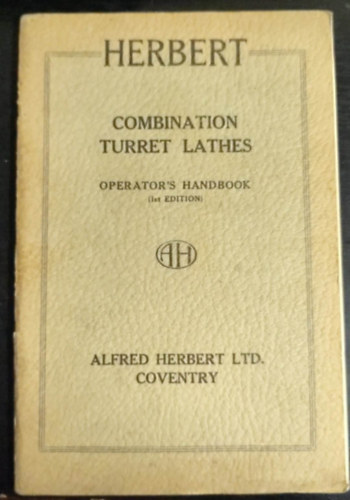 HERBERT
COMBINATION
TURRET LATHES
OPERATOR'S HANDBOOK
(1st EDITION)
AH
ALFRED HERBERT LTD.
COVENTRY